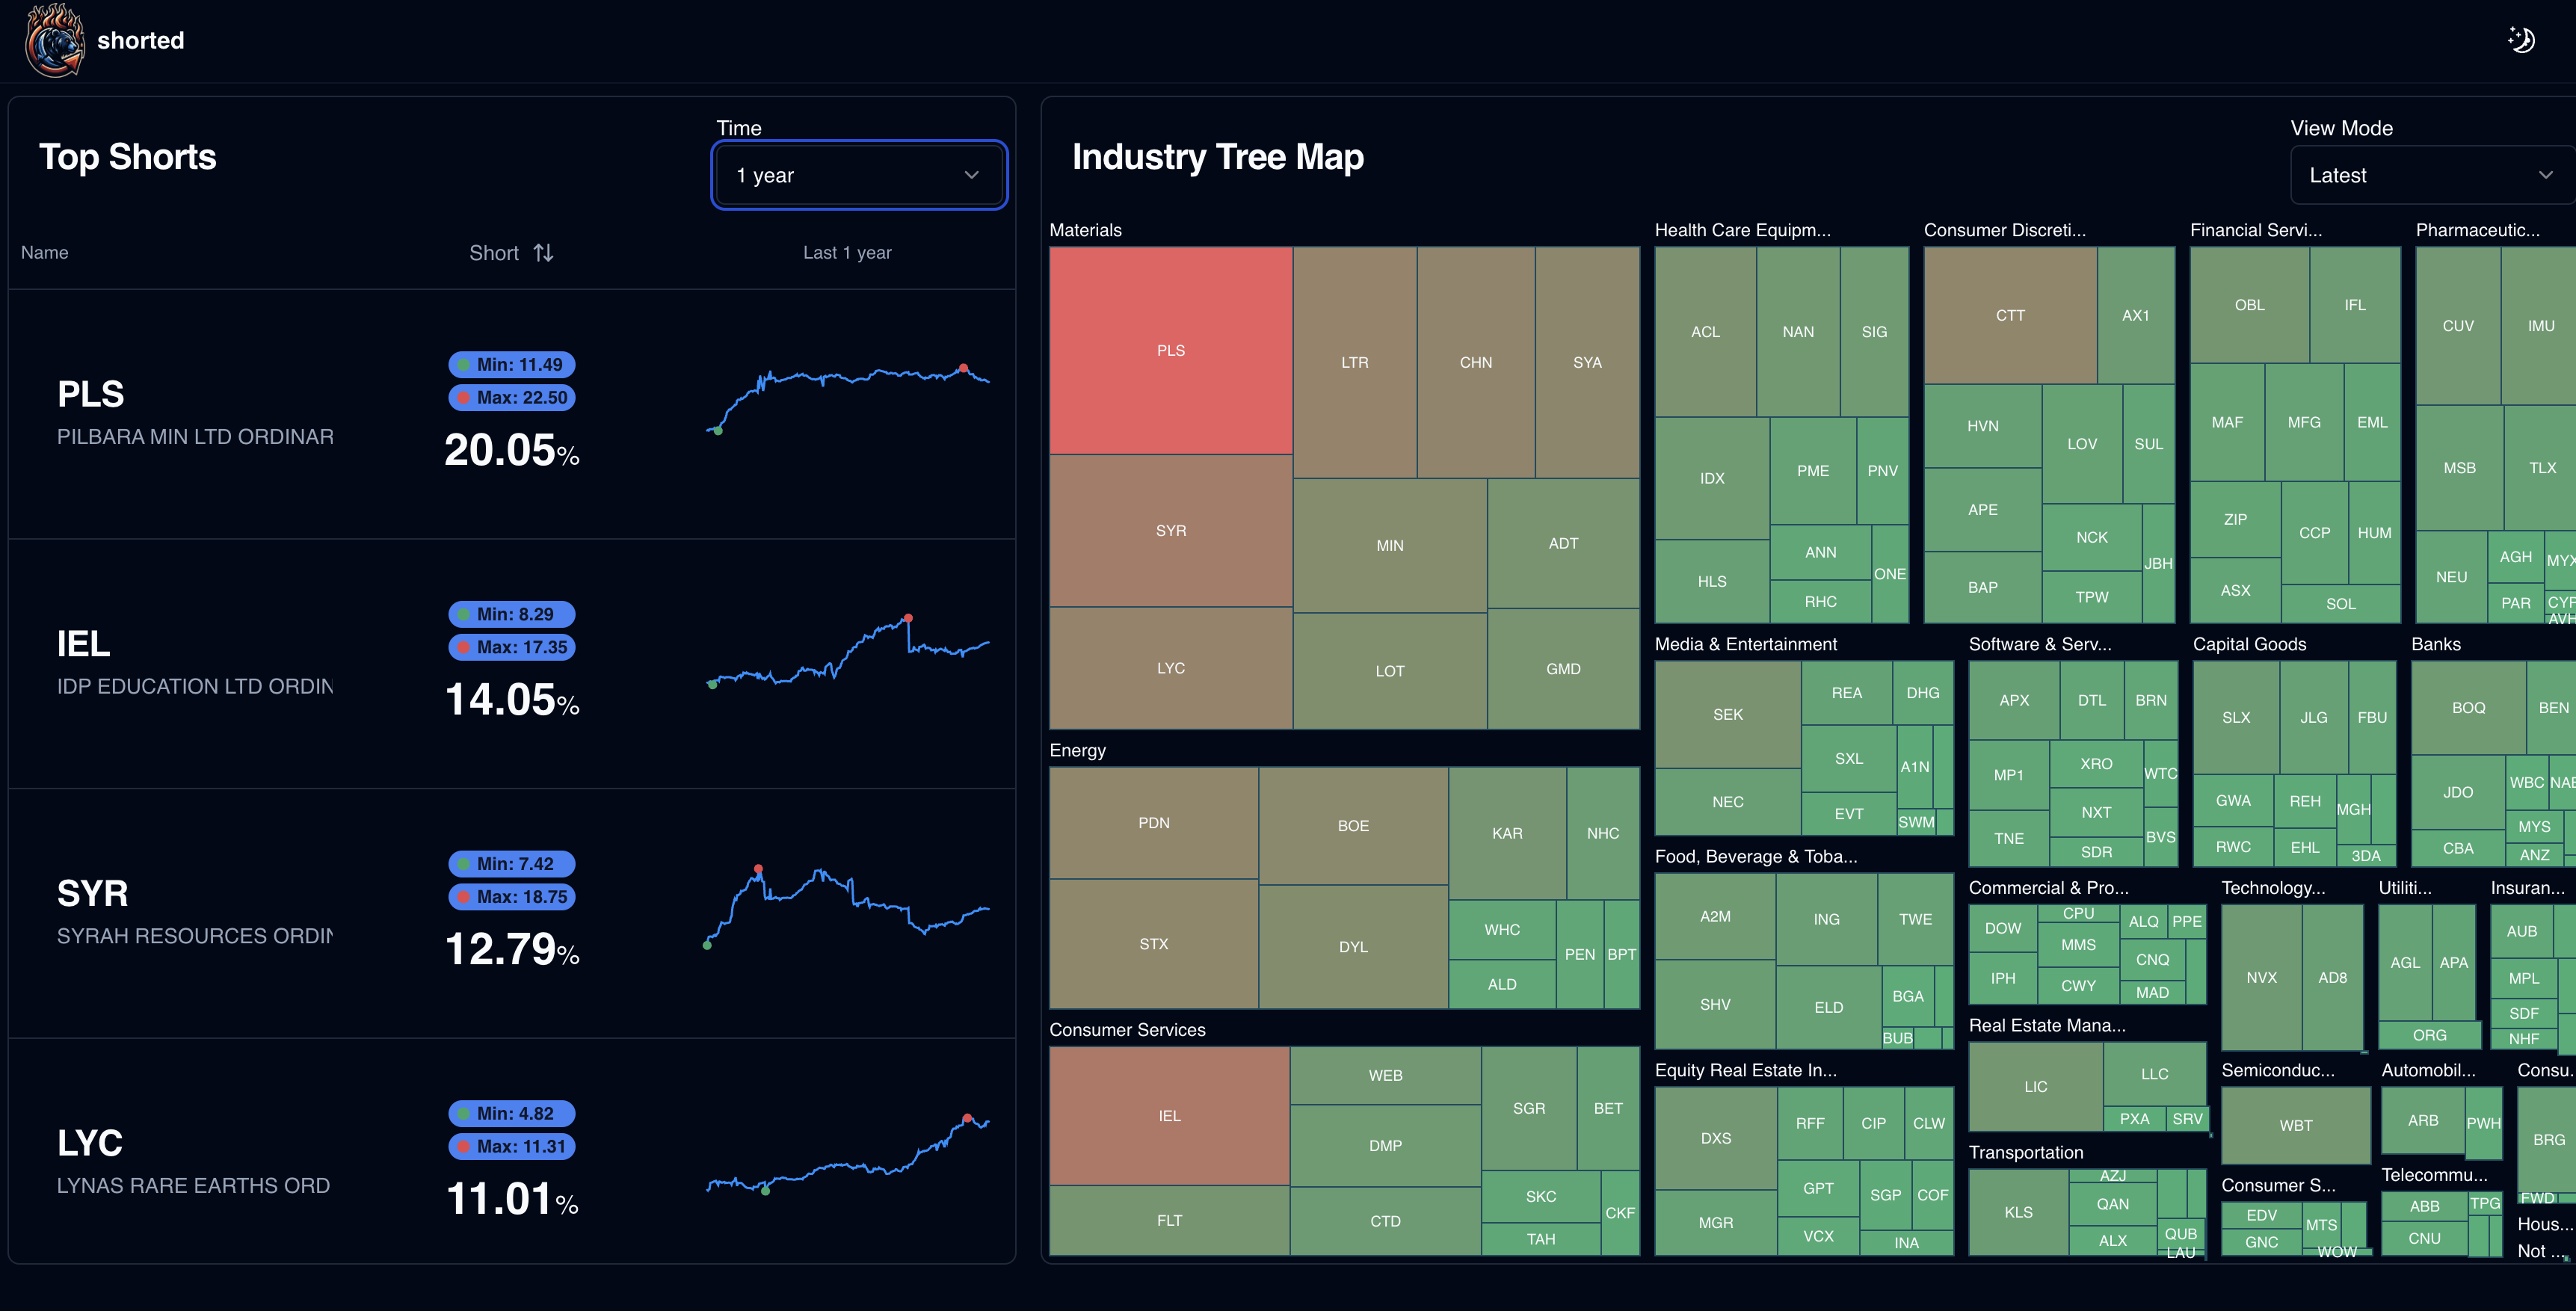 shorted
Top Shorts
Time
1 year
Name
Short
Last 1 year
PLS
PILBARA MIN LTD ORDINAR
Min: 11.49
Max: 22.50
20.05%
IEL
IDP EDUCATION LTD ORDIN
Min: 8.29
Max: 17.35
14.05%
SYR
SYRAH RESOURCES ORDIN
Min: 7.42
Max: 18.75
12.79%
LYC
LYNAS RARE EARTHS ORD
Min: 4.82
Max: 11.31
11.01%
Industry Tree Map
View Mode
Latest
Materials
PLS
SYR
LYC
LTR
CHN
SYA
MIN
ADT
LOT
GMD
Energy
PDN
STX
BOE
DYL
KAR
NHC
WHC
ALD
PEN
BPT
Consumer Services
IEL
FLT
WEB
DMP
CTD
SGR
BET
SKC
TAH
CKF
Health Care Equipm...
ACL
NAN
SIG
IDX
HLS
PME
PNV
ANN
RHC
ONE
Consumer Discreti...
CTT
AX1
HVN
APE
BAP
LOV
SUL
NCK
TPW
JBH
Financial Servi...
OBL
IFL
MAF
MFG
EML
ZIP
ASX
CCP
HUM
SOL
Pharmaceutic...
CUV
IMU
MSB
TLX
NEU
AGH
PAR
MYX
CYP
AVH
Media & Entertainment
SEK
NEC
REA
DHG
SXL
EVT
A1N
SWM
Software & Serv...
APX
DTL
BRN
MP1
TNE
XRO
NXT
SDR
WTC
BVS
Capital Goods
SLX
JLG
FBU
GWA
RWC
REH
EHL
MGH
3DA
Banks
BOQ
BEN
JDO
CBA
WBC
NAB
MYS
ANZ
Food, Beverage & Toba...
A2M
SHV
ING
TWE
ELD
BGA
BUB
Commercial & Pro...
DOW
IPH
CPU
MMS
CWY
ALQ
PPE
CNQ
MAD
Technology...
NVX
AD8
Utiliti...
AGL
APA
ORG
Insuran...
AUB
MPL
SDF
NHF
Equity Real Estate In...
DXS
MGR
RFF
CIP
CLW
GPT
VCX
SGP
COF
INA
Real Estate Mana...
LIC
LLC
PXA
SRV
Transportation
KLS
AZJ
QAN
ALX
QUB
LAU
Semiconduc...
WBT
Automobil...
ARB
PWH
Consu...
BRG
FWD
Consumer S...
EDV
GNC
MTS
WOW
Telecommu...
ABB
CNU
TPG
Hous...
Not ...